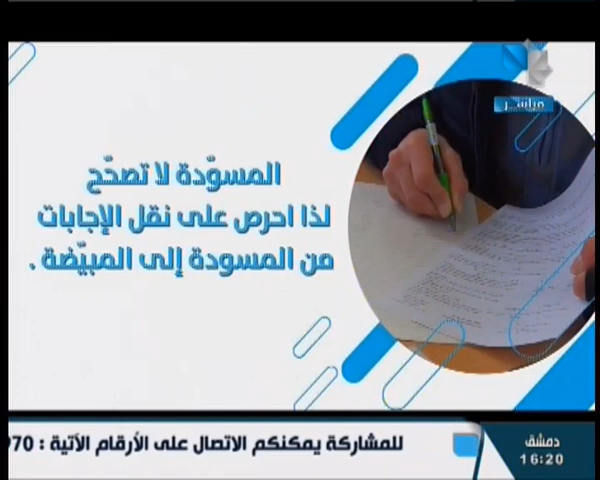 مباشر
المسوّدة لا تصحّح
لذا احرص على نقل الإجابات
من المسودة إلى المبيّضة .
للمشاركة يمكنكم الاتصال على الأرقام الآتية :
دمشق
16:20